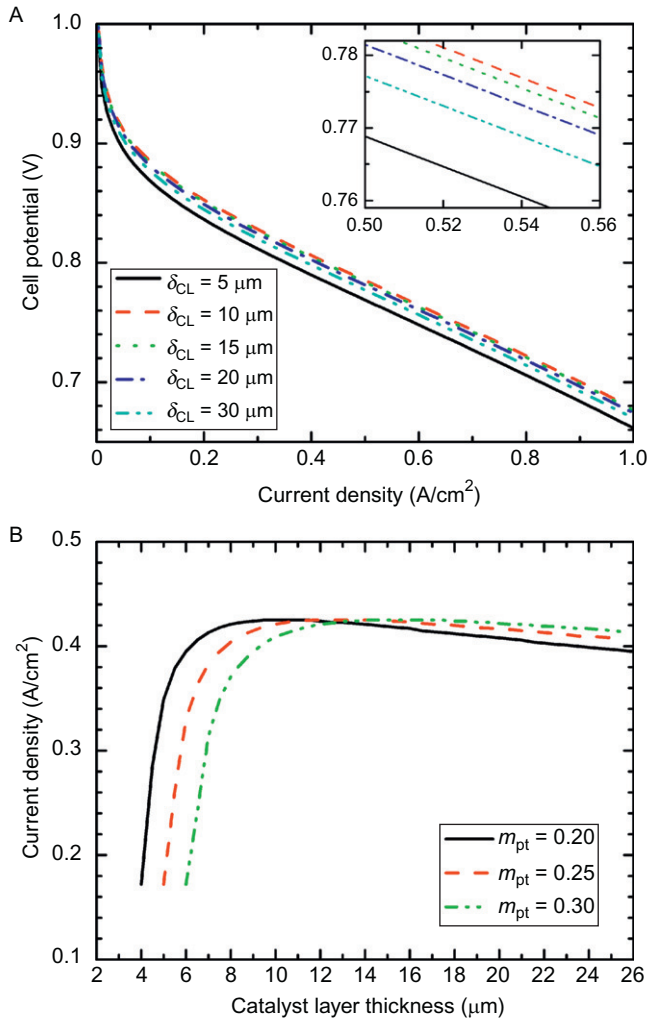 A
1.0
0.9
0.8
0.7
Cell potential (V)
0.78
0.77
0.76
0.50 0.52 0.54 0.56
δCL = 5 μm
δCL = 10 μm
δCL = 15 μm
δCL = 20 μm
δCL = 30 μm
0 0.2 0.4 0.6 0.8 1.0
Current density (A/cm²)
B
0.5
0.4
0.3
0.2
0.1
Current density (A/cm²)
mpt = 0.20
mpt = 0.25
mpt = 0.30
2 4 6 8 10 12 14 16 18 20 22 24 26
Catalyst layer thickness (μm)